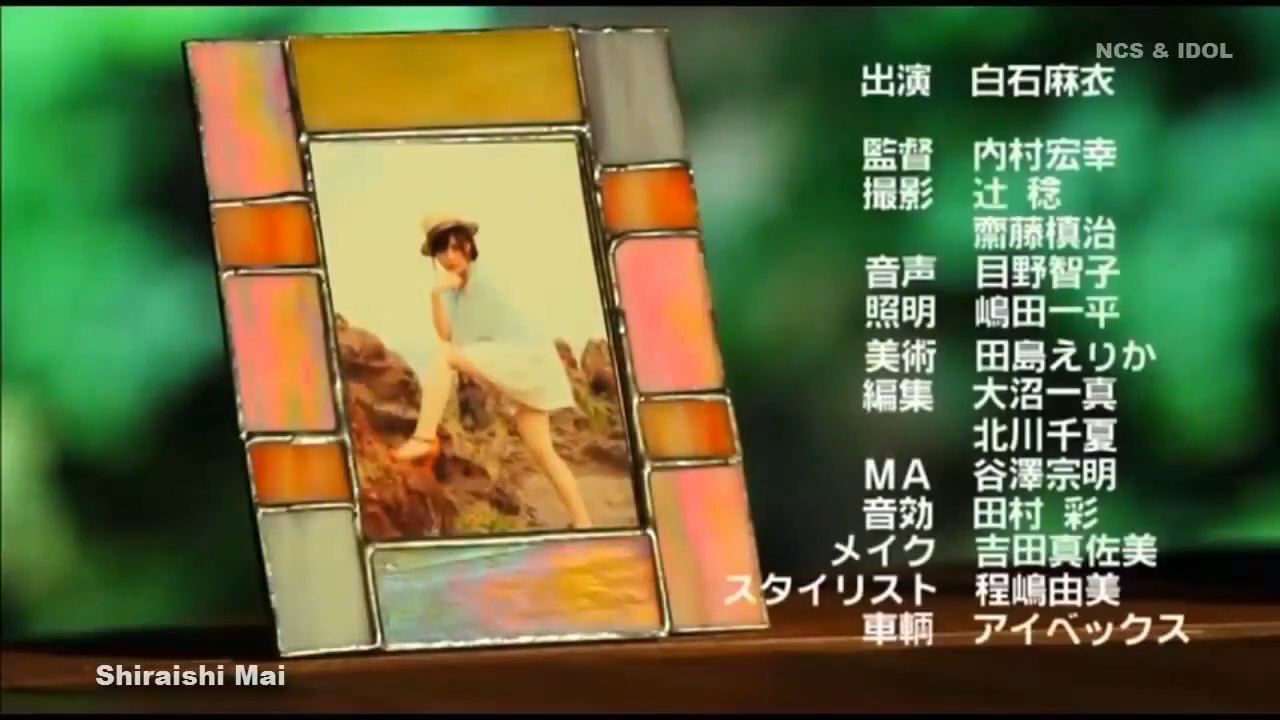 NCS & IDOL
出演 白石麻衣
監督 内村宏幸
撮影 辻 稔
齋藤慎治
音声 目野智子
照明 嶋田一平
美術 田島えりか
編集 大沼一真
北川千夏
MA 谷澤宗明
音効 田村 彩
メイク 吉田真佐美
スタイリスト 程嶋由美
車輌 アイベックス
Shiraishi Mai